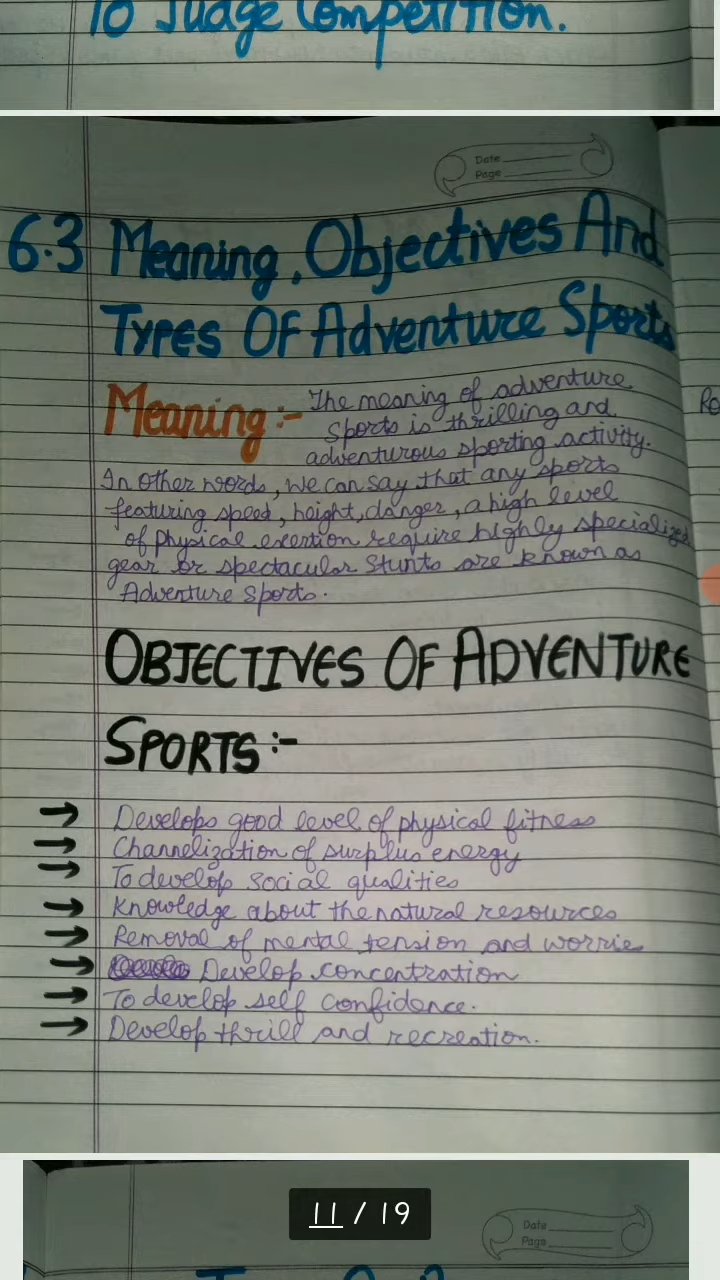 To Judge Competition.
Date
Page
6.3 Meaning, Objectives And
Types Of Adventure Sports
Meaning :- The meaning of adventure
sports is thrilling and
adventurous sporting activity.
In other words, we can say that any sports
featuring speed, height, danger, a high level
of physical exertion require highly specialized
gear or spectacular stunts are known as
Adventure sports.
OBJECTIVES OF ADVENTURE
SPORTS :-
→ Develops good level of physical fitness
→ Channelization of surplus energy
→ To develop social qualities
→ Knowledge about the natural resources
→ Removal of mental tension and worries
→ Develop concentration
→ To develop self confidence.
→ Develop thrill and recreation.
11 / 19
Date
Page